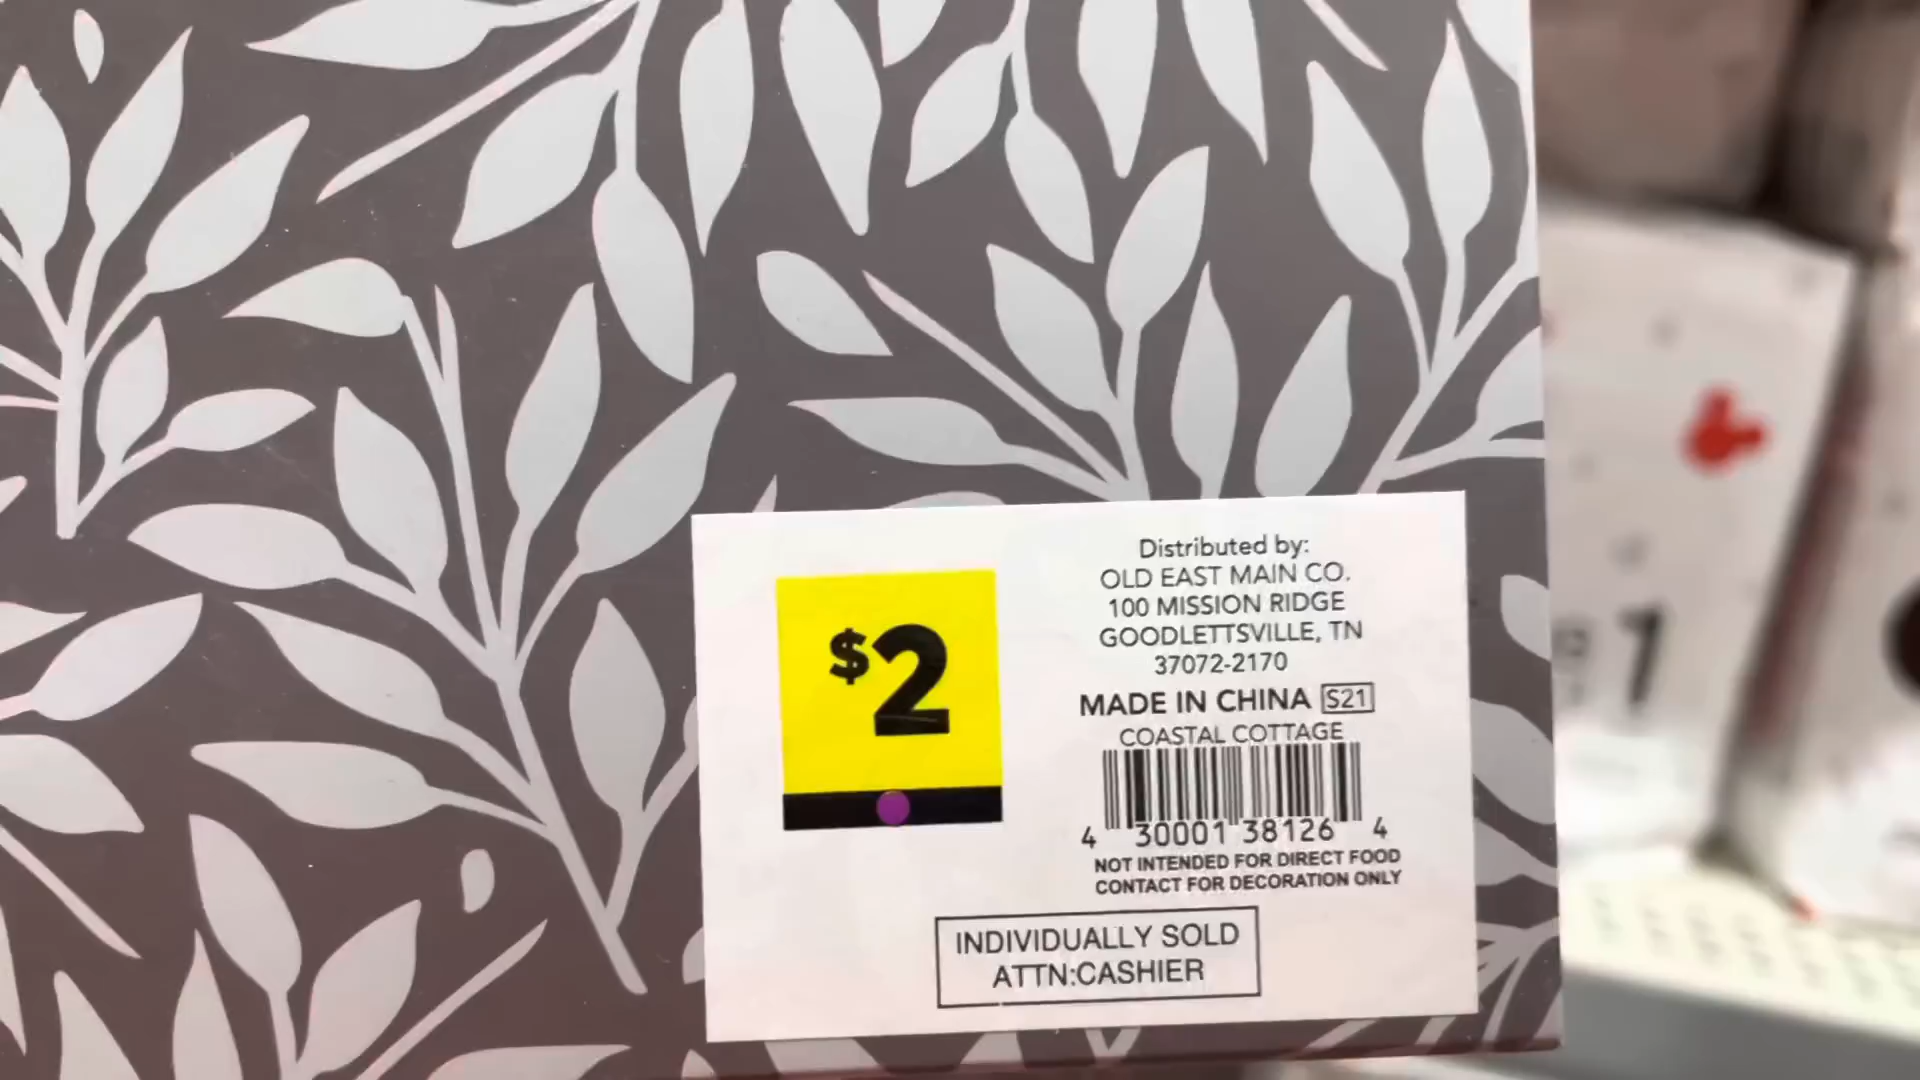 $2
Distributed by:
OLD EAST MAIN CO.
100 MISSION RIDGE
GOODLETTSVILLE, TN
37072-2170
MADE IN CHINA S21
COASTAL COTTAGE
4 30001 38126 4
NOT INTENDED FOR DIRECT FOOD
CONTACT FOR DECORATION ONLY
INDIVIDUALLY SOLD
ATTN:CASHIER
1